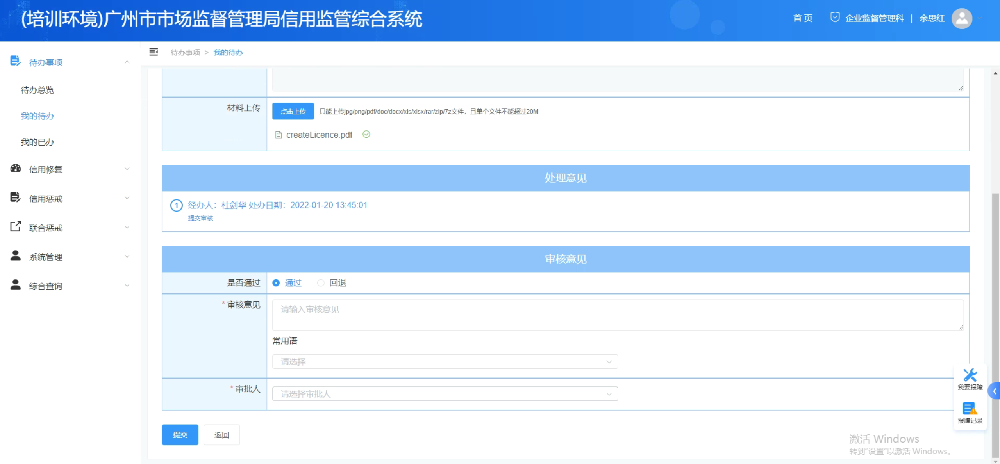 (培训环境)广州市市场监督管理局信用监管综合系统
首页 企业监督管理科 | 余思红
待办事项
待办总览
我的待办
我的已办
信用修复
信用惩戒
联合惩戒
系统管理
综合查询
待办事项 > 我的待办
材料上传
点击上传 只能上传jpg/png/pdf/doc/docx/xls/xlsx/rar/zip/7z文件，且单个文件不能超过20M
createLicence.pdf
处理意见
1 经办人：杜剑华 处办日期：2022-01-20 13:45:01
提交审核
审核意见
是否通过 通过 回退
* 审核意见 请输入审核意见
常用语
请选择
* 审批人 请选择审批人
提交 返回
我要报障
报障记录
激活 Windows
转到“设置”以激活 Windows。